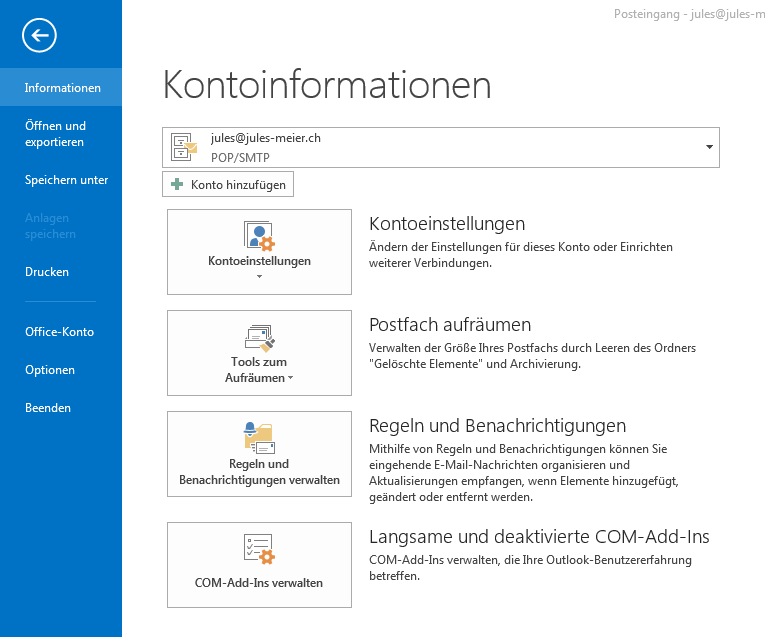 Posteingang - jules@jules-m
Informationen
Öffnen und
exportieren
Speichern unter
Anlagen
speichern
Drucken
Office-Konto
Optionen
Beenden
Kontoinformationen
jules@jules-meier.ch
POP/SMTP
Konto hinzufügen
Kontoeinstellungen
Kontoeinstellungen
Ändern der Einstellungen für dieses Konto oder Einrichten
weiterer Verbindungen.
Tools zum
Aufräumen
Postfach aufräumen
Verwalten der Größe Ihres Postfachs durch Leeren des Ordners
"Gelöschte Elemente" und Archivierung.
Regeln und
Benachrichtigungen verwalten
Regeln und Benachrichtigungen
Mithilfe von Regeln und Benachrichtigungen können Sie
eingehende E-Mail-Nachrichten organisieren und
Aktualisierungen empfangen, wenn Elemente hinzugefügt,
geändert oder entfernt werden.
COM-Add-Ins verwalten
Langsame und deaktivierte COM-Add-Ins
COM-Add-Ins verwalten, die Ihre Outlook-Benutzererfahrung
betreffen.